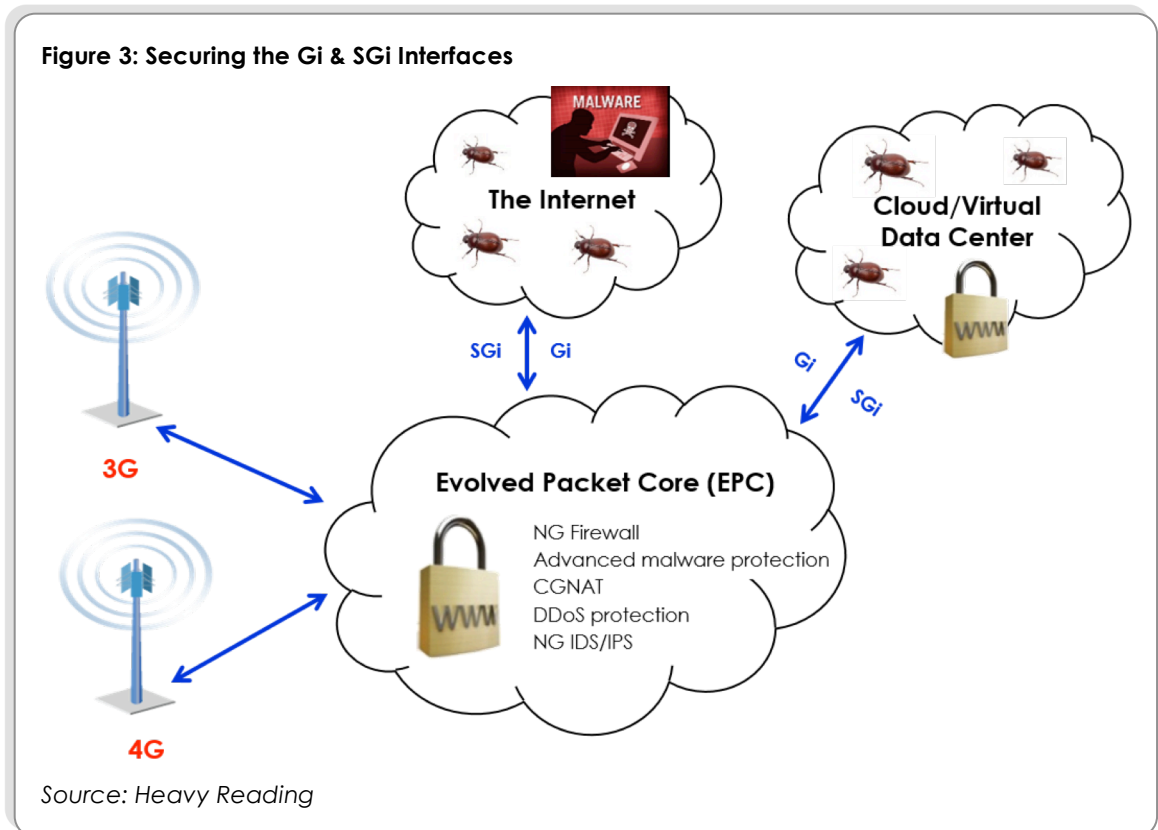 Figure 3: Securing the Gi & SGi Interfaces
MALWARE
The Internet
Cloud/Virtual
Data Center
WWW
SGi
Gi
Gi
SGi
3G
Evolved Packet Core (EPC)
NG Firewall
Advanced malware protection
CGNAT
DDoS protection
NG IDS/IPS
WWW
4G
Source: Heavy Reading